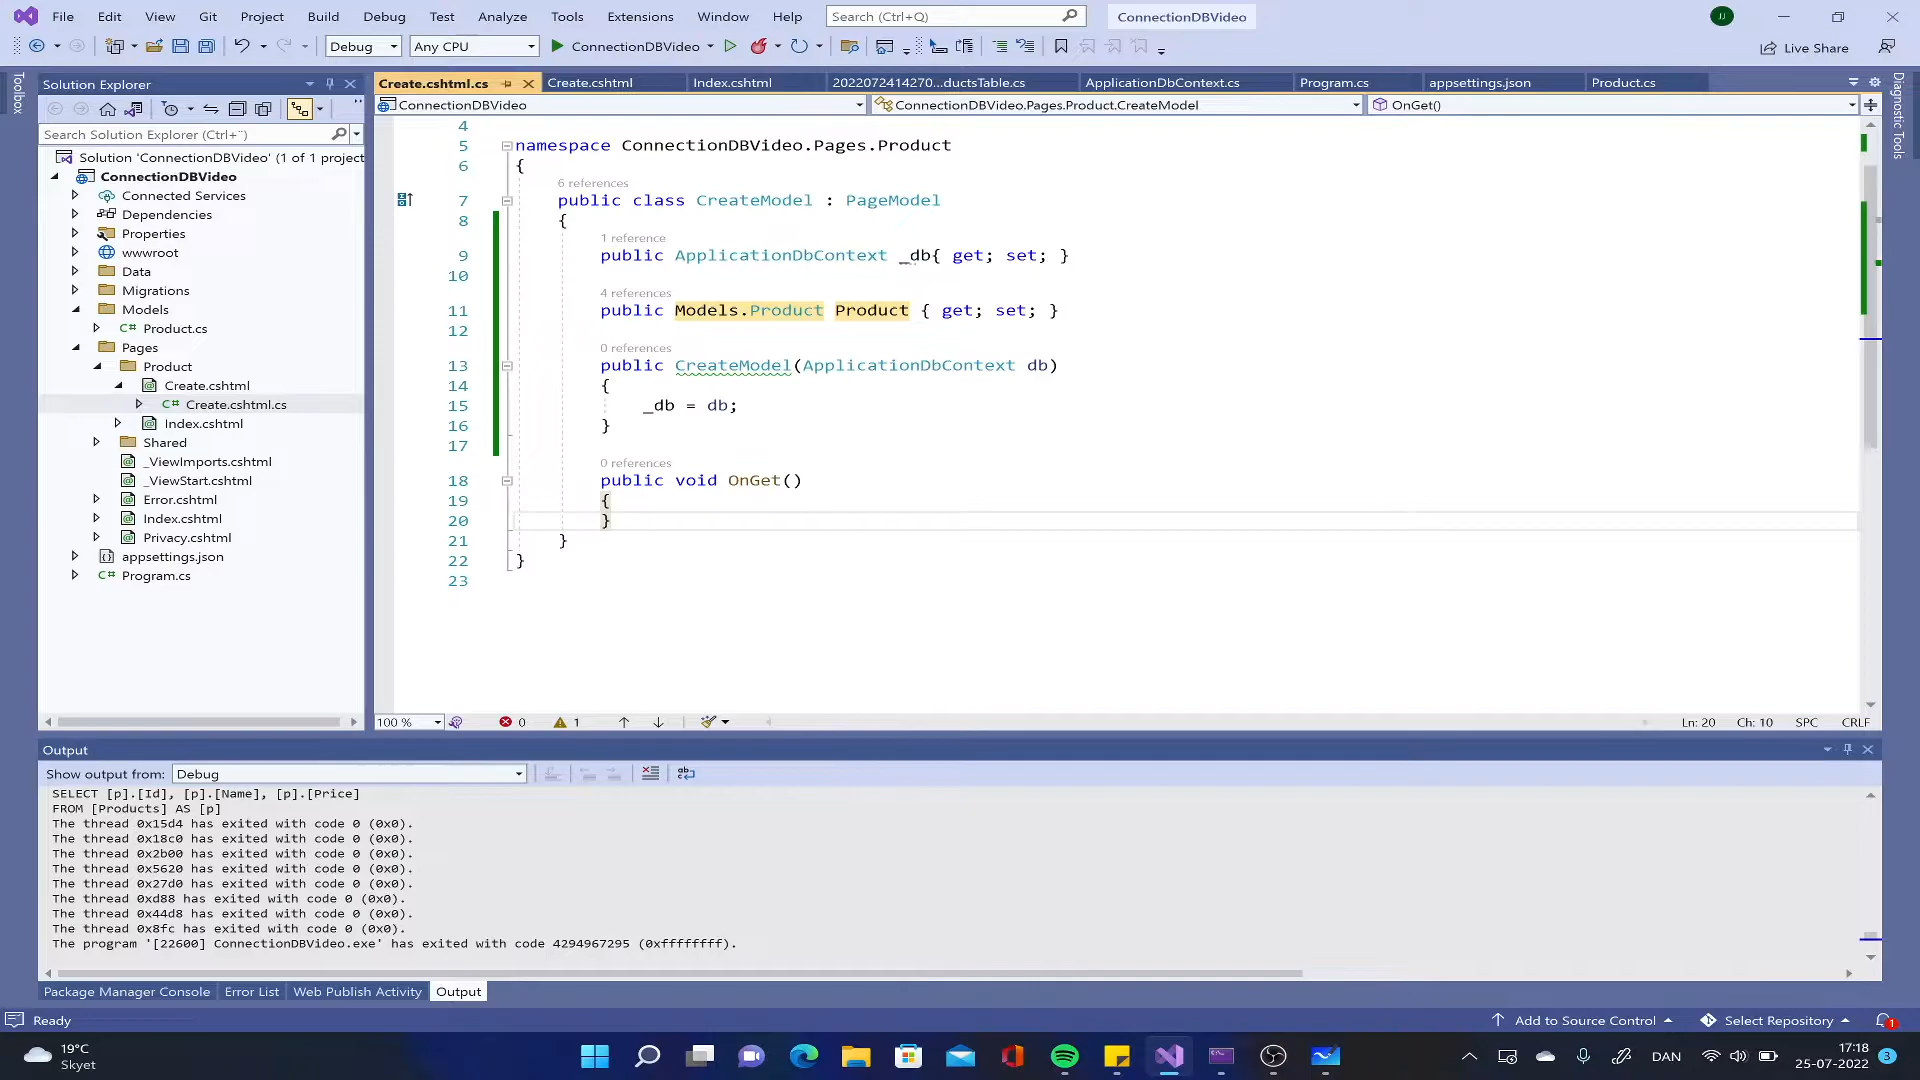 File Edit View Git Project Build Debug Test Analyze Tools Extensions Window Help Search (Ctrl+Q) ConnectionDBVideo JJ
Debug Any CPU ConnectionDBVideo Live Share
Toolbox
Solution Explorer
Search Solution Explorer (Ctrl+¨)
Solution 'ConnectionDBVideo' (1 of 1 project
ConnectionDBVideo
Connected Services
Dependencies
Properties
wwwroot
Data
Migrations
Models
C# Product.cs
Pages
Product
Create.cshtml
C# Create.cshtml.cs
Index.cshtml
Shared
_ViewImports.cshtml
_ViewStart.cshtml
Error.cshtml
Index.cshtml
Privacy.cshtml
appsettings.json
C# Program.cs
Create.cshtml.cs Create.cshtml Index.cshtml 2022072414270...ductsTable.cs ApplicationDbContext.cs Program.cs appsettings.json Product.cs
ConnectionDBVideo ConnectionDBVideo.Pages.Product.CreateModel OnGet()
Diagnostic Tools
4
5 namespace ConnectionDBVideo.Pages.Product
6 {
6 references
7 public class CreateModel : PageModel
8 {
1 reference
9 public ApplicationDbContext _db{ get; set; }
10
4 references
11 public Models.Product Product { get; set; }
12
0 references
13 public CreateModel(ApplicationDbContext db)
14 {
15 _db = db;
16 }
17
0 references
18 public void OnGet()
19 {
20 }
21 }
22 }
23
100 % 0 1 Ln: 20 Ch: 10 SPC CRLF
Output
Show output from: Debug
SELECT [p].[Id], [p].[Name], [p].[Price]
FROM [Products] AS [p]
The thread 0x15d4 has exited with code 0 (0x0).
The thread 0x18c0 has exited with code 0 (0x0).
The thread 0x2b00 has exited with code 0 (0x0).
The thread 0x5620 has exited with code 0 (0x0).
The thread 0x27d0 has exited with code 0 (0x0).
The thread 0xd88 has exited with code 0 (0x0).
The thread 0x44d8 has exited with code 0 (0x0).
The thread 0x8fc has exited with code 0 (0x0).
The program '[22600] ConnectionDBVideo.exe' has exited with code 4294967295 (0xffffffff).
Package Manager Console Error List Web Publish Activity Output
Ready Add to Source Control Select Repository 1
19°C
Skyet
DAN
17:18
25-07-2022
3